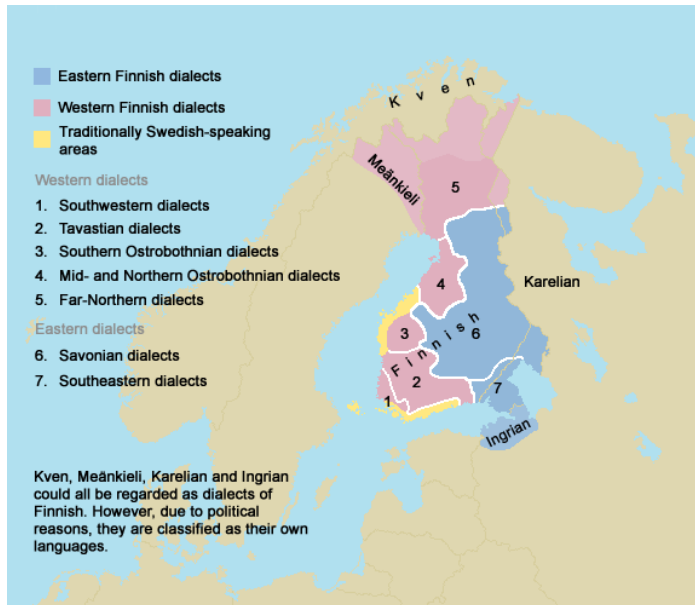 Eastern Finnish dialects
Western Finnish dialects
Traditionally Swedish-speaking
areas
Western dialects
1. Southwestern dialects
2. Tavastian dialects
3. Southern Ostrobothnian dialects
4. Mid- and Northern Ostrobothnian dialects
5. Far-Northern dialects
Eastern dialects
6. Savonian dialects
7. Southeastern dialects
Kven, Meänkieli, Karelian and Ingrian
could all be regarded as dialects of
Finnish. However, due to political
reasons, they are classified as their own
languages.
Kven
Meänkieli
5
Karelian
4
Finnish
3
6
2
7
1
Ingrian